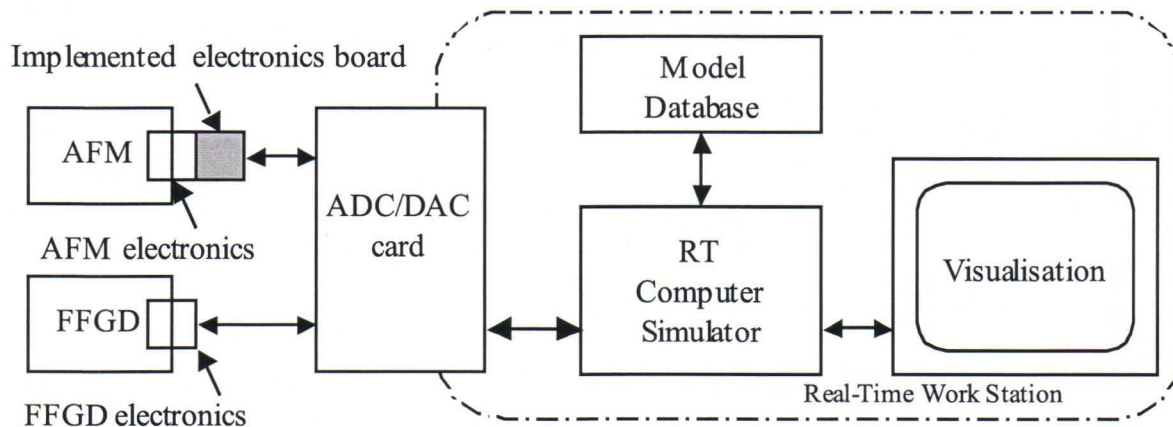 Implemented electronics board
AFM
AFM electronics
FFGD
FFGD electronics
ADC/DAC
card
Model
Database
RT
Computer
Simulator
Visualisation
Real-Time Work Station